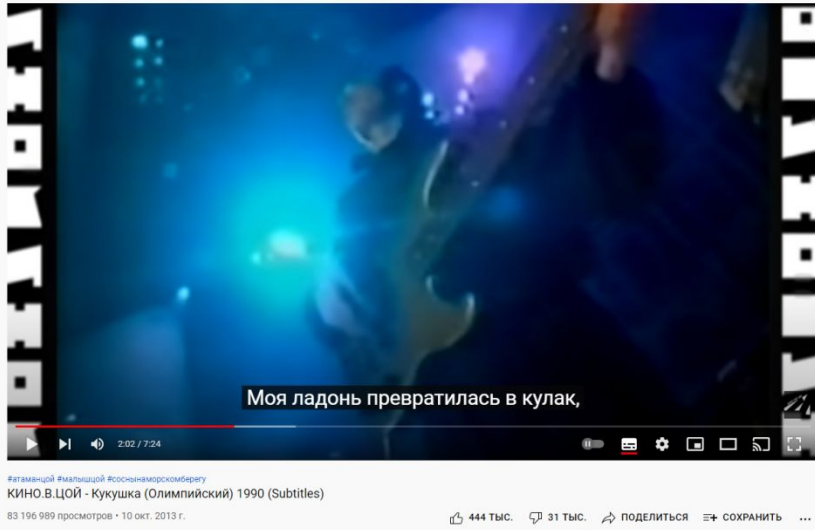 Моя ладонь превратилась в кулак,
2:02 / 7:24
#атаманцой #малышцой #соснынаморскомберегу
КИНО.В.ЦОЙ - Кукушка (Олимпийский) 1990 (Subtitles)
83 196 989 просмотров • 10 окт. 2013 г.
444 ТЫС. 31 ТЫС. ПОДЕЛИТЬСЯ СОХРАНИТЬ ...